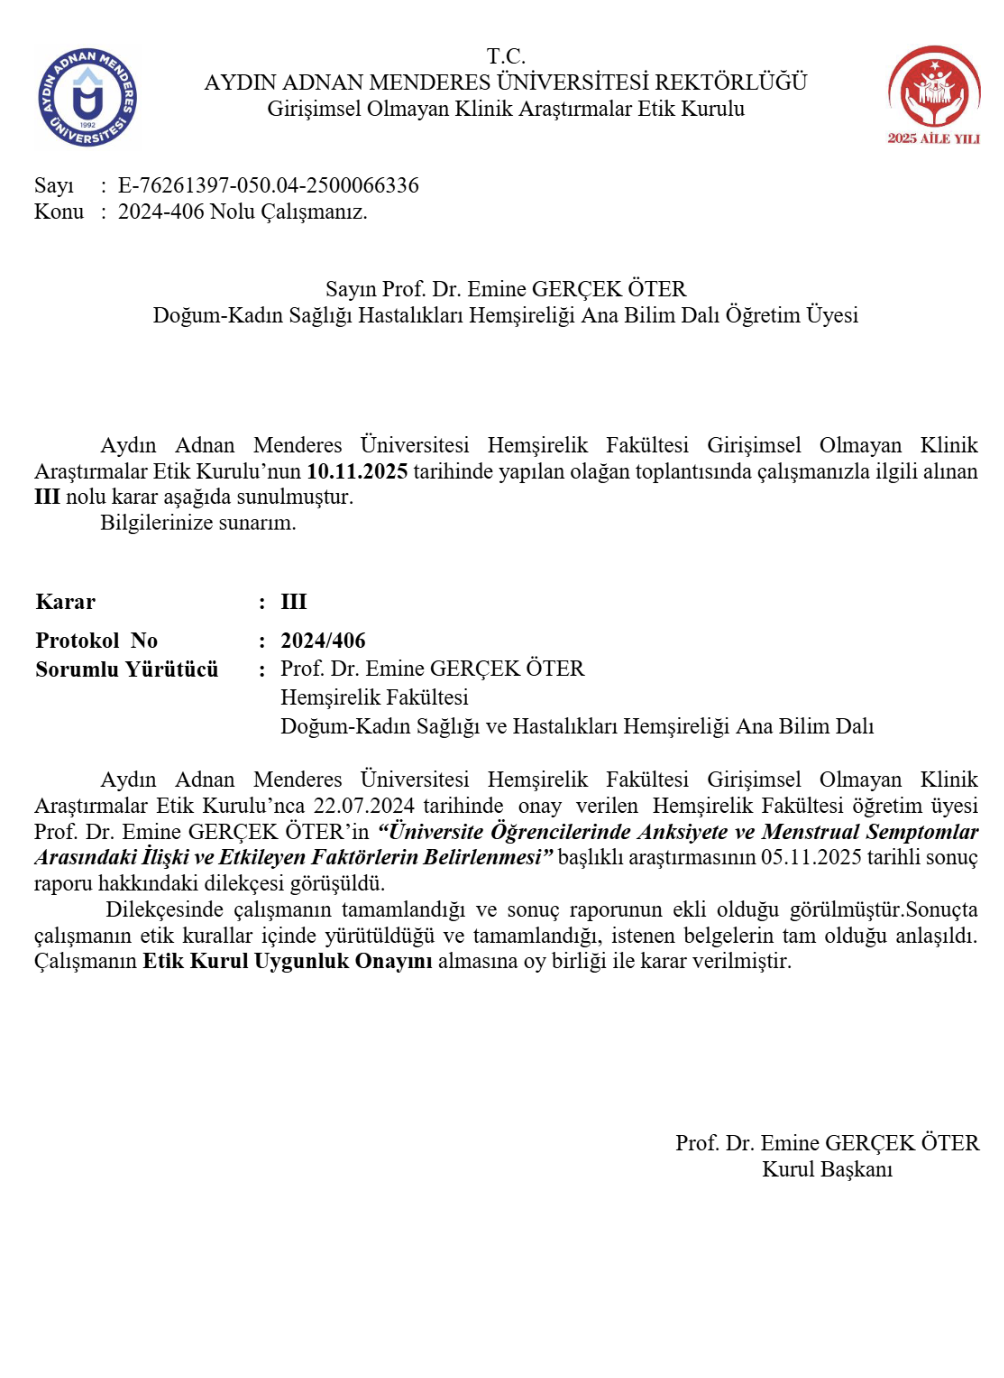 AYDIN ADNAN MENDERES ÜNİVERSİTESİ
1992
T.C.
AYDIN ADNAN MENDERES ÜNİVERSİTESİ REKTÖRLÜĞÜ
Girişimsel Olmayan Klinik Araştırmalar Etik Kurulu
2025 AİLE YILI
Sayı : E-76261397-050.04-2500066336
Konu : 2024-406 Nolu Çalışmanız.
Sayın Prof. Dr. Emine GERÇEK ÖTER
Doğum-Kadın Sağlığı Hastalıkları Hemşireliği Ana Bilim Dalı Öğretim Üyesi
Aydın Adnan Menderes Üniversitesi Hemşirelik Fakültesi Girişimsel Olmayan Klinik
Araştırmalar Etik Kurulu’nun 10.11.2025 tarihinde yapılan olağan toplantısında çalışmanızla ilgili alınan
III nolu karar aşağıda sunulmuştur.
Bilgilerinize sunarım.
Karar : III
Protokol No : 2024/406
Sorumlu Yürütücü : Prof. Dr. Emine GERÇEK ÖTER
Hemşirelik Fakültesi
Doğum-Kadın Sağlığı ve Hastalıkları Hemşireliği Ana Bilim Dalı
Aydın Adnan Menderes Üniversitesi Hemşirelik Fakültesi Girişimsel Olmayan Klinik
Araştırmalar Etik Kurulu’nca 22.07.2024 tarihinde onay verilen Hemşirelik Fakültesi öğretim üyesi
Prof. Dr. Emine GERÇEK ÖTER’in “Üniversite Öğrencilerinde Anksiyete ve Menstrual Semptomlar
Arasındaki İlişki ve Etkileyen Faktörlerin Belirlenmesi” başlıklı araştırmasının 05.11.2025 tarihli sonuç
raporu hakkındaki dilekçesi görüşüldü.
Dilekçesinde çalışmanın tamamlandığı ve sonuç raporunun ekli olduğu görülmüştür.Sonuçta
çalışmanın etik kurallar içinde yürütüldüğü ve tamamlandığı, istenen belgelerin tam olduğu anlaşıldı.
Çalışmanın Etik Kurul Uygunluk Onayını almasına oy birliği ile karar verilmiştir.
Prof. Dr. Emine GERÇEK ÖTER
Kurul Başkanı